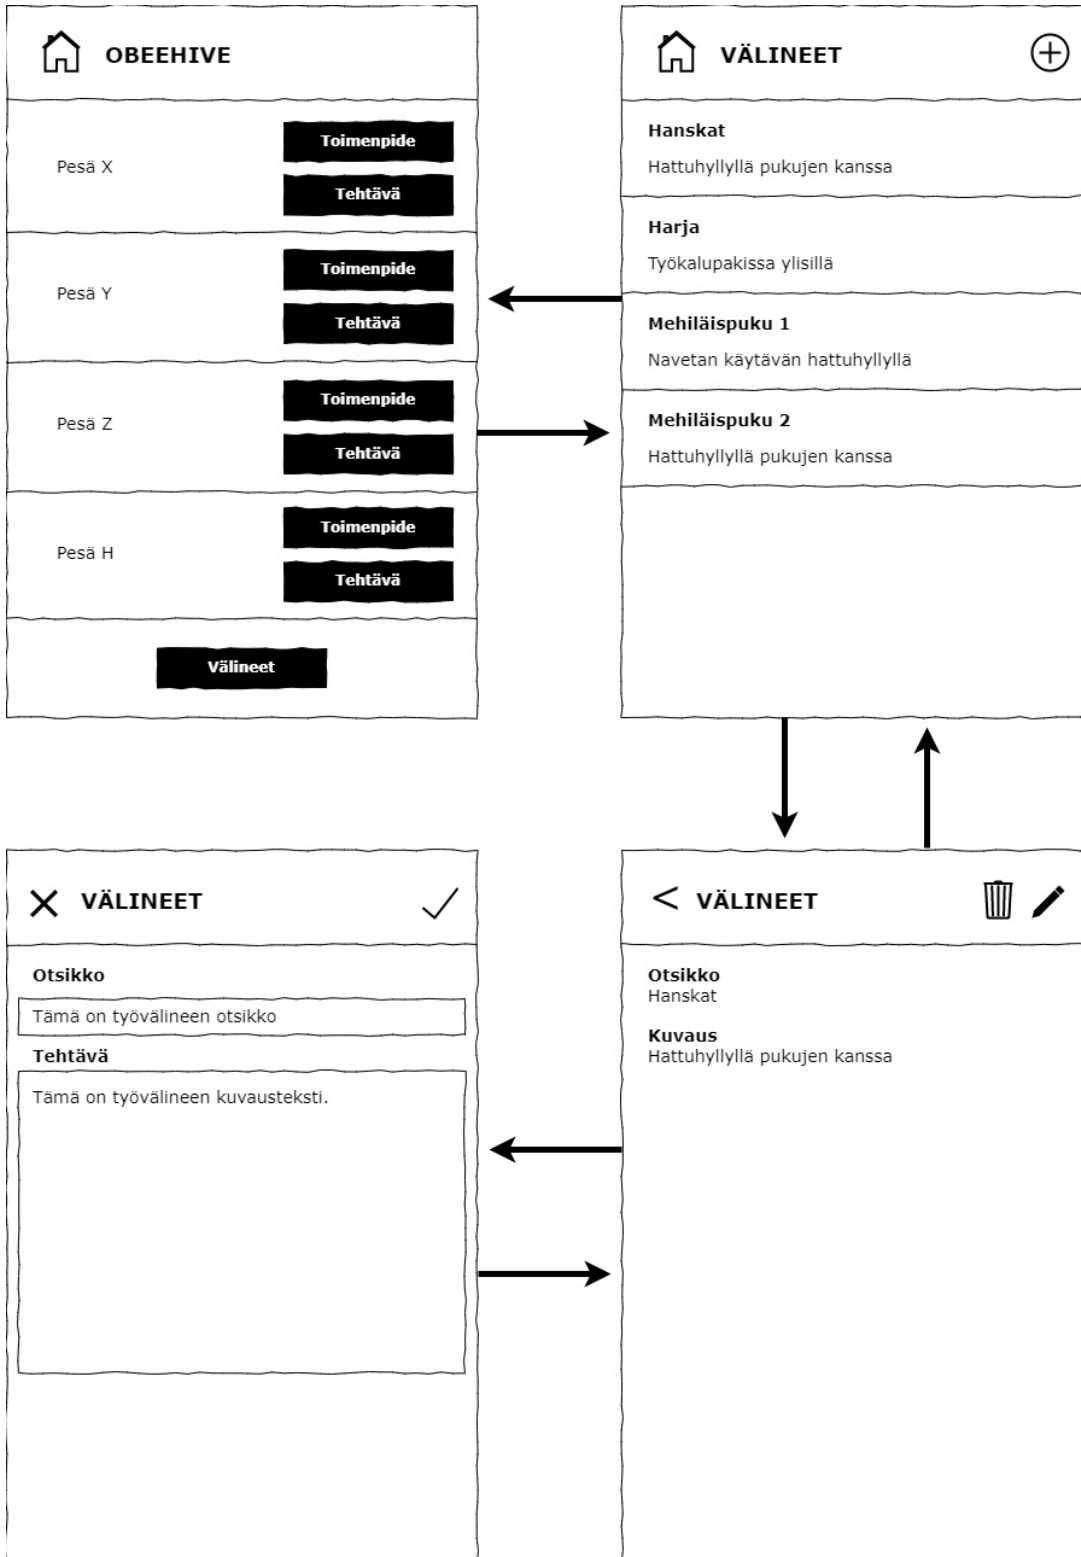 OBEEHIVE
Pesä X
Toimenpide
Tehtävä
Pesä Y
Toimenpide
Tehtävä
Pesä Z
Toimenpide
Tehtävä
Pesä H
Toimenpide
Tehtävä
Välineet
VÄLINEET
Hanskat
Hattuhyllyllä pukujen kanssa
Harja
Työkalupakissa ylisillä
Mehiläispuku 1
Navetan käytävän hattuhyllyllä
Mehiläispuku 2
Hattuhyllyllä pukujen kanssa
VÄLINEET
Otsikko
Tämä on työvälineen otsikko
Tehtävä
Tämä on työvälineen kuvausteksti.
< VÄLINEET
Otsikko
Hanskat
Kuvaus
Hattuhyllyllä pukujen kanssa